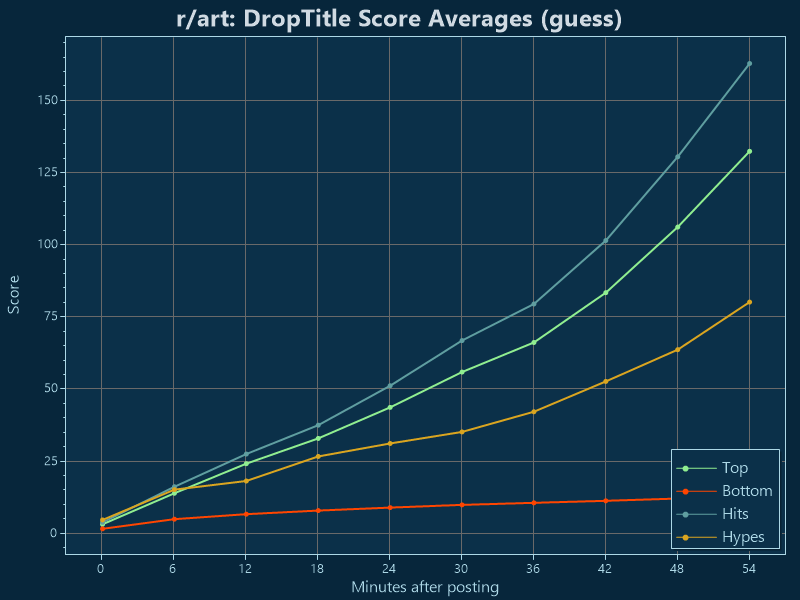 r/art: DropTitle Score Averages (guess)
150
125
100
75
50
25
0
Score
0 6 12 18 24 30 36 42 48 54
Minutes after posting
Top
Bottom
Hits
Hypes